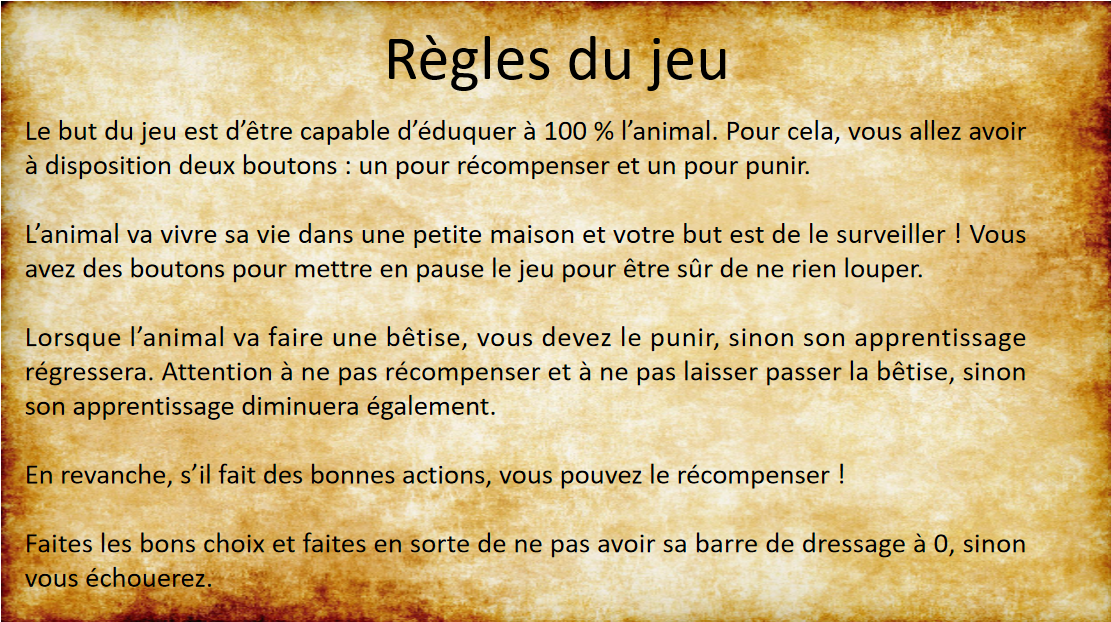 Règles du jeu
Le but du jeu est d’être capable d’éduquer à 100 % l’animal. Pour cela, vous allez avoir
à disposition deux boutons : un pour récompenser et un pour punir.
L’animal va vivre sa vie dans une petite maison et votre but est de le surveiller ! Vous
avez des boutons pour mettre en pause le jeu pour être sûr de ne rien louper.
Lorsque l’animal va faire une bêtise, vous devez le punir, sinon son apprentissage
régressera. Attention à ne pas récompenser et à ne pas laisser passer la bêtise, sinon
son apprentissage diminuera également.
En revanche, s’il fait des bonnes actions, vous pouvez le récompenser !
Faites les bons choix et faites en sorte de ne pas avoir sa barre de dressage à 0, sinon
vous échouerez.